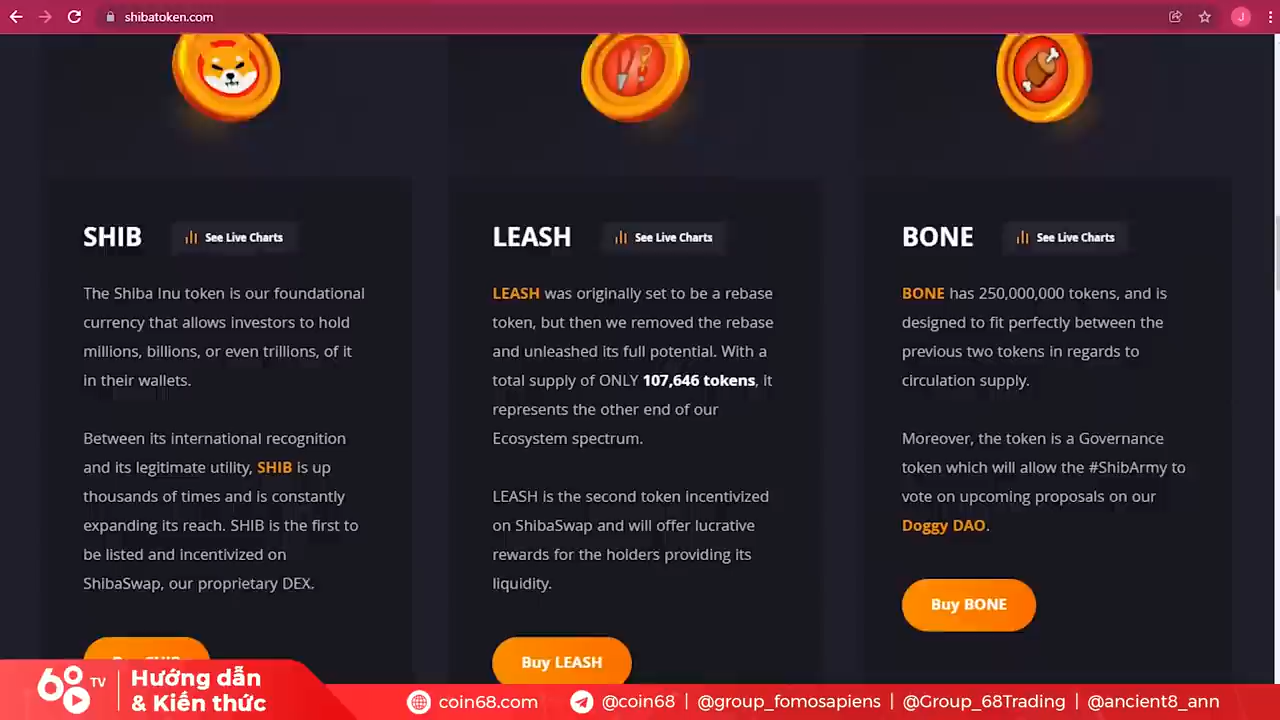 shibatoken.com
J
SHIB
See Live Charts
The Shiba Inu token is our foundational
currency that allows investors to hold
millions, billions, or even trillions, of it
in their wallets.
Between its international recognition
and its legitimate utility, SHIB is up
thousands of times and is constantly
expanding its reach. SHIB is the first to
be listed and incentivized on
ShibaSwap, our proprietary DEX.
LEASH
See Live Charts
LEASH was originally set to be a rebase
token, but then we removed the rebase
and unleashed its full potential. With a
total supply of ONLY 107,646 tokens, it
represents the other end of our
Ecosystem spectrum.
LEASH is the second token incentivized
on ShibaSwap and will offer lucrative
rewards for the holders providing its
liquidity.
Buy LEASH
BONE
See Live Charts
BONE has 250,000,000 tokens, and is
designed to fit perfectly between the
previous two tokens in regards to
circulation supply.
Moreover, the token is a Governance
token which will allow the #ShibArmy to
vote on upcoming proposals on our
Doggy DAO.
Buy BONE
68 TV
Hướng dẫn
& Kiến thức
coin68.com
@coin68 | @group_fomosapiens | @Group_68Trading | @ancient8_ann